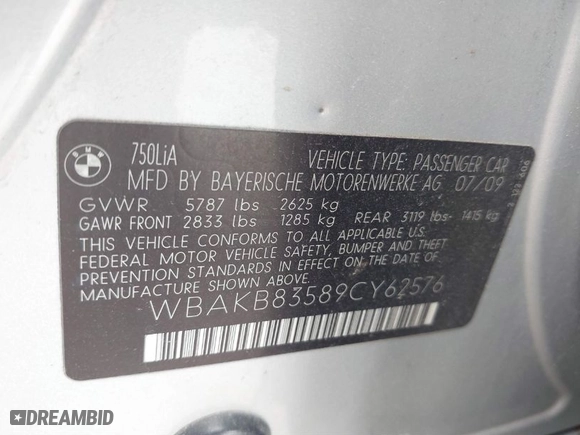 BMW
750LiA
VEHICLE TYPE: PASSENGER CAR
MFD BY BAYERISCHE MOTORENWERKE AG 07/09
GVWR 5787 lbs 2625 kg
GAWR FRONT 2833 lbs 1285 kg REAR 3119 lbs- 1415 kg
THIS VEHICLE CONFORMS TO ALL APPLICABLE U.S.
FEDERAL MOTOR VEHICLE SAFETY, BUMPER AND THEFT
PREVENTION STANDARDS IN EFFECT ON THE DATE OF
MANUFACTURE SHOWN ABOVE.
WBAKB83589CY62576
DREAMBID